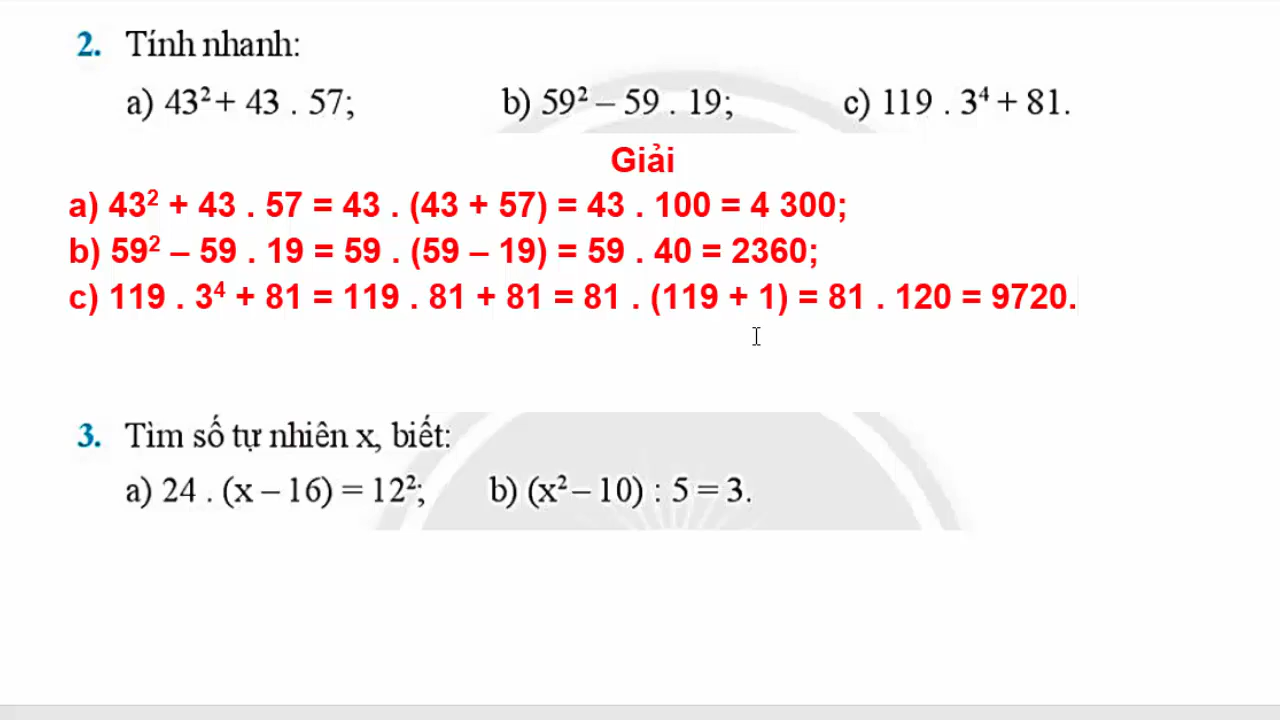 2. Tính nhanh:
a) 43² + 43 . 57; b) 59² – 59 . 19; c) 119 . 3⁴ + 81.
Giải
a) 43² + 43 . 57 = 43 . (43 + 57) = 43 . 100 = 4 300;
b) 59² – 59 . 19 = 59 . (59 – 19) = 59 . 40 = 2360;
c) 119 . 3⁴ + 81 = 119 . 81 + 81 = 81 . (119 + 1) = 81 . 120 = 9720.
3. Tìm số tự nhiên x, biết:
a) 24 . (x – 16) = 12²; b) (x² – 10) : 5 = 3.